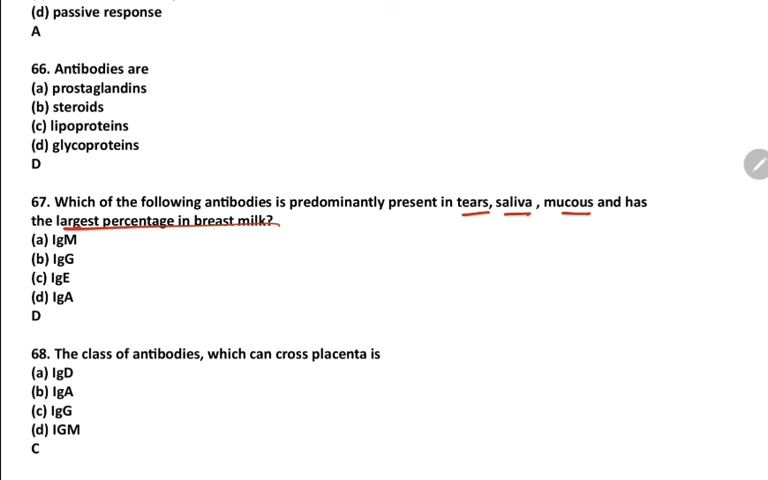 (d) passive response
A
66. Antibodies are
(a) prostaglandins
(b) steroids
(c) lipoproteins
(d) glycoproteins
D
67. Which of the following antibodies is predominantly present in tears, saliva , mucous and has
the largest percentage in breast milk?
(a) IgM
(b) IgG
(c) IgE
(d) IgA
D
68. The class of antibodies, which can cross placenta is
(a) IgD
(b) IgA
(c) IgG
(d) IGM
C